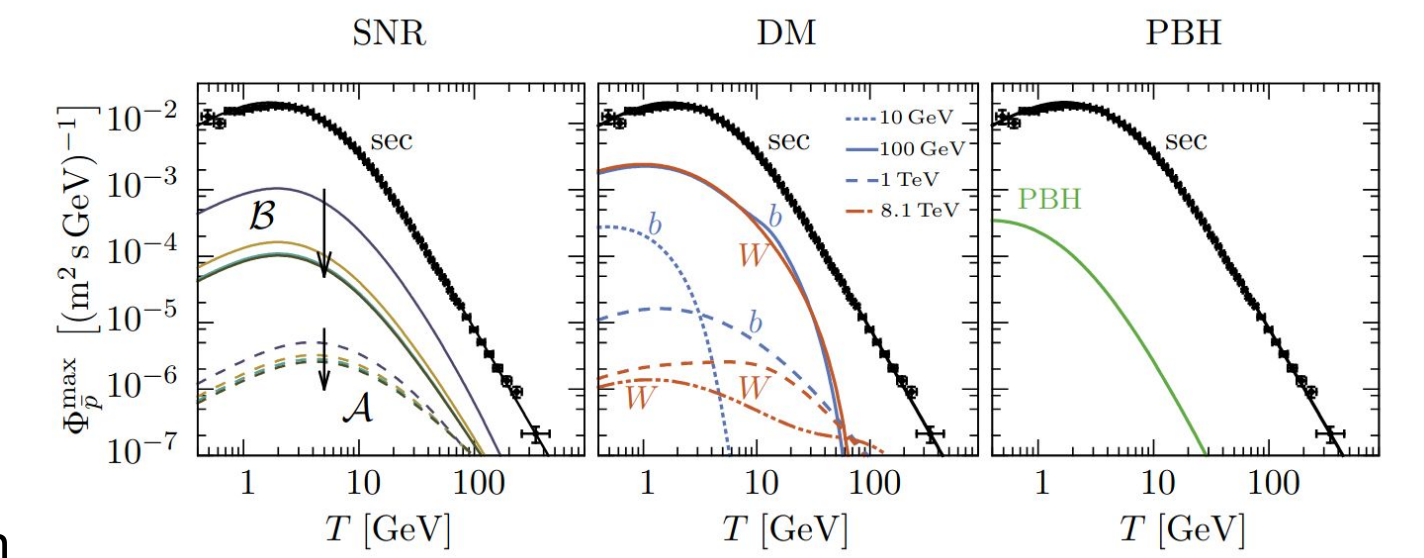 SNR DM PBH
Φ_p̄^max [(m² s GeV)⁻¹]
10⁻²
10⁻³
10⁻⁴
10⁻⁵
10⁻⁶
10⁻⁷
sec
ℬ
𝒜
1 10 100
T [GeV]
sec
10 GeV
100 GeV
1 TeV
8.1 TeV
b
b
W
b
W
W
1 10 100
T [GeV]
sec
PBH
1 10 100
T [GeV]